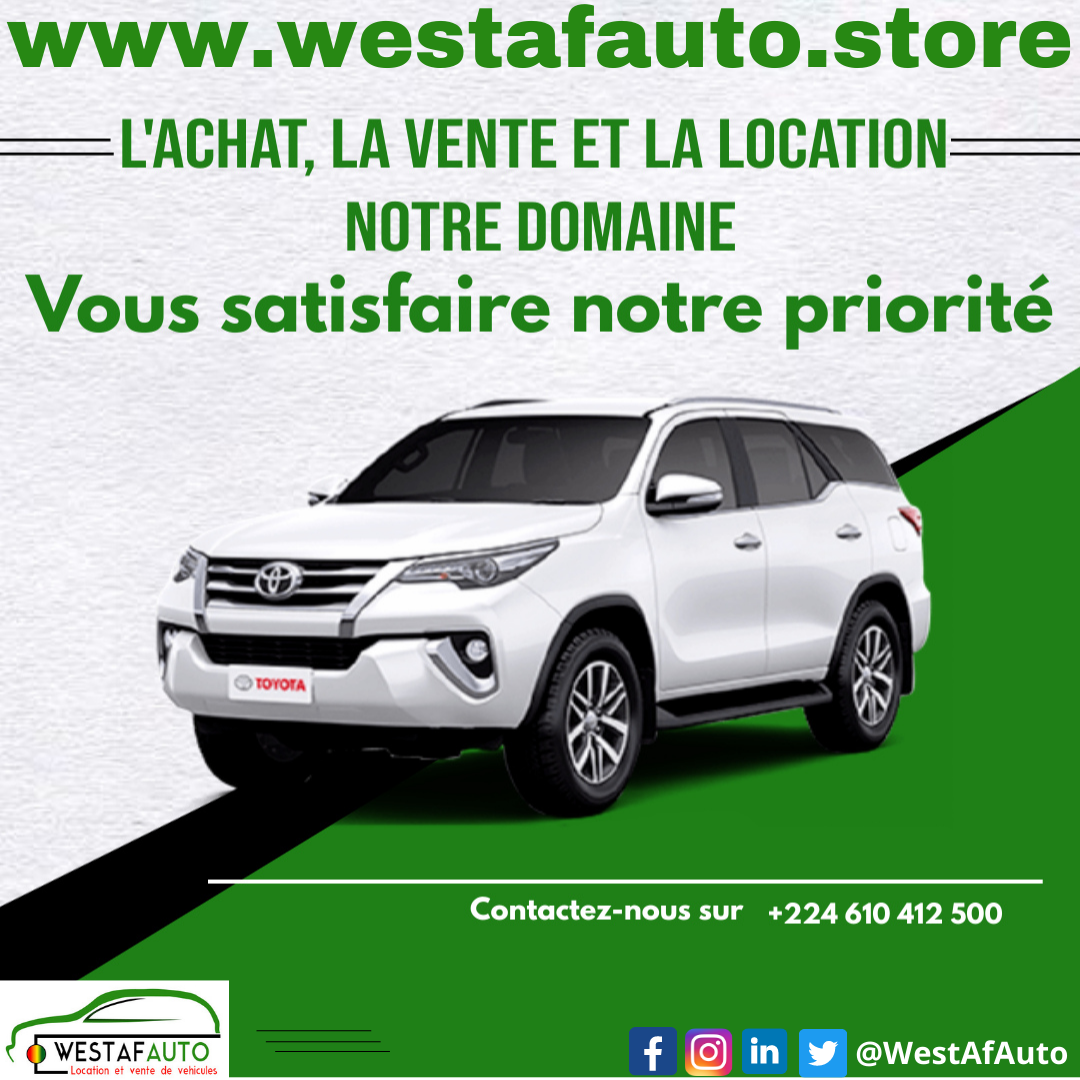 www.westafauto.store
L'ACHAT, LA VENTE ET LA LOCATION
NOTRE DOMAINE
Vous satisfaire notre priorité
TOYOTA
Contactez-nous sur +224 610 412 500
WESTAFAUTO
Location et vente de vehicules
@WestAfAuto